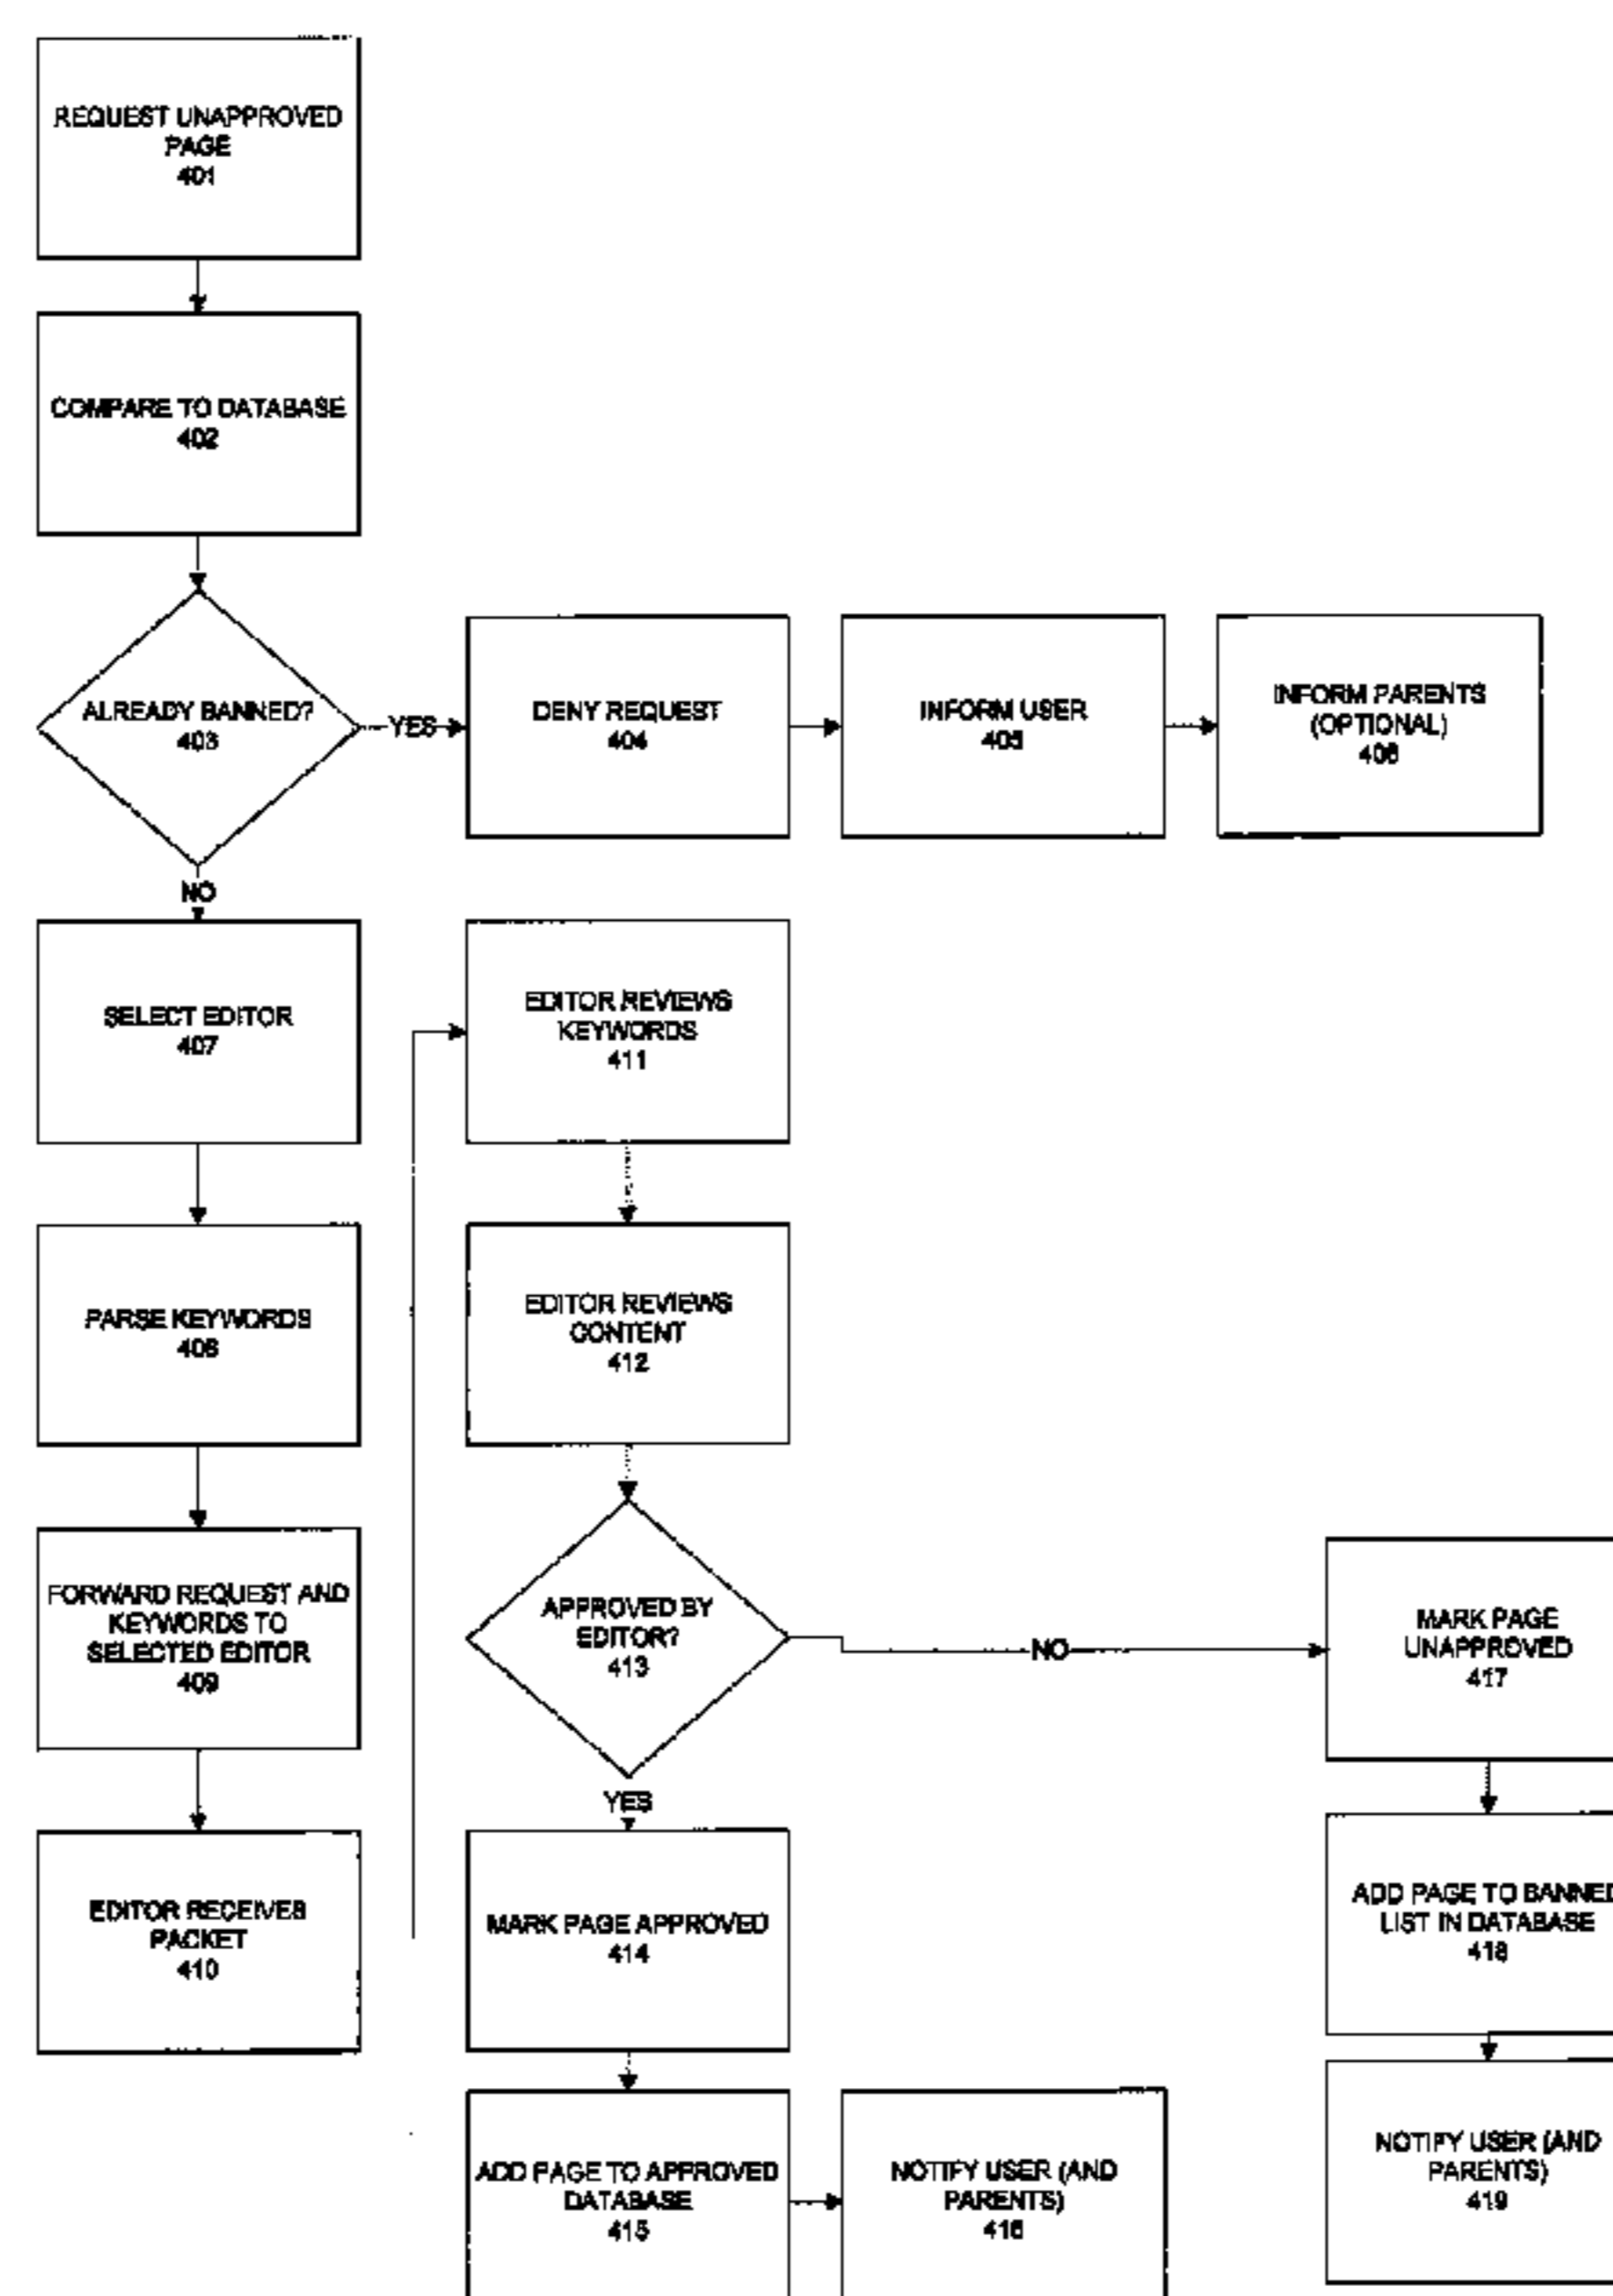 REQUEST UNAPPROVED
PAGE
401
COMPARE TO DATABASE
402
ALREADY BANNED?
403
YES
DENY REQUEST
404
INFORM USER
405
INFORM PARENTS
(OPTIONAL)
406
NO
SELECT EDITOR
407
PARSE KEYWORDS
408
FORWARD REQUEST AND
KEYWORDS TO
SELECTED EDITOR
409
EDITOR RECEIVES
PACKET
410
EDITOR REVIEWS
KEYWORDS
411
EDITOR REVIEWS
CONTENT
412
APPROVED BY
EDITOR?
413
NO
YES
MARK PAGE APPROVED
414
ADD PAGE TO APPROVED
DATABASE
415
NOTIFY USER (AND
PARENTS)
416
MARK PAGE
UNAPPROVED
417
ADD PAGE TO BANNED
LIST IN DATABASE
418
NOTIFY USER (AND
PARENTS)
419